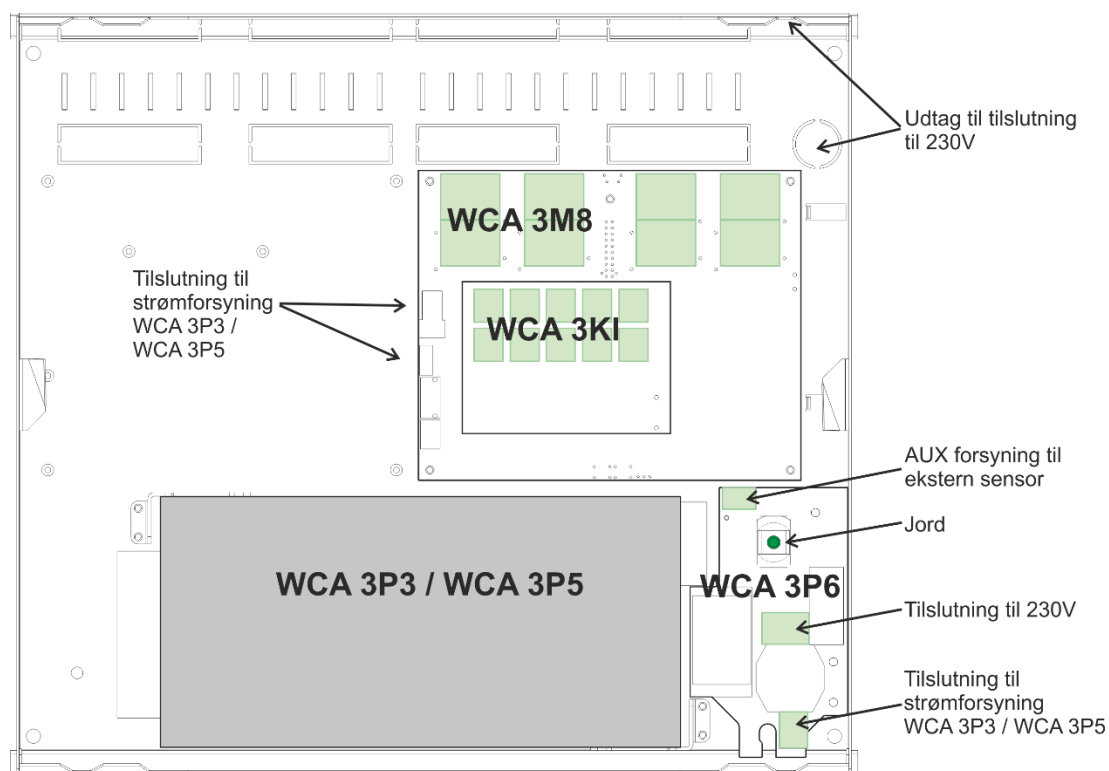 Udtag til tilslutning
til 230V
WCA 3M8
Tilslutning til
strømforsyning
WCA 3P3 /
WCA 3P5
WCA 3KI
AUX forsyning til
ekstern sensor
Jord
WCA 3P3 / WCA 3P5
WCA 3P6
Tilslutning til 230V
Tilslutning til
strømforsyning
WCA 3P3 / WCA 3P5